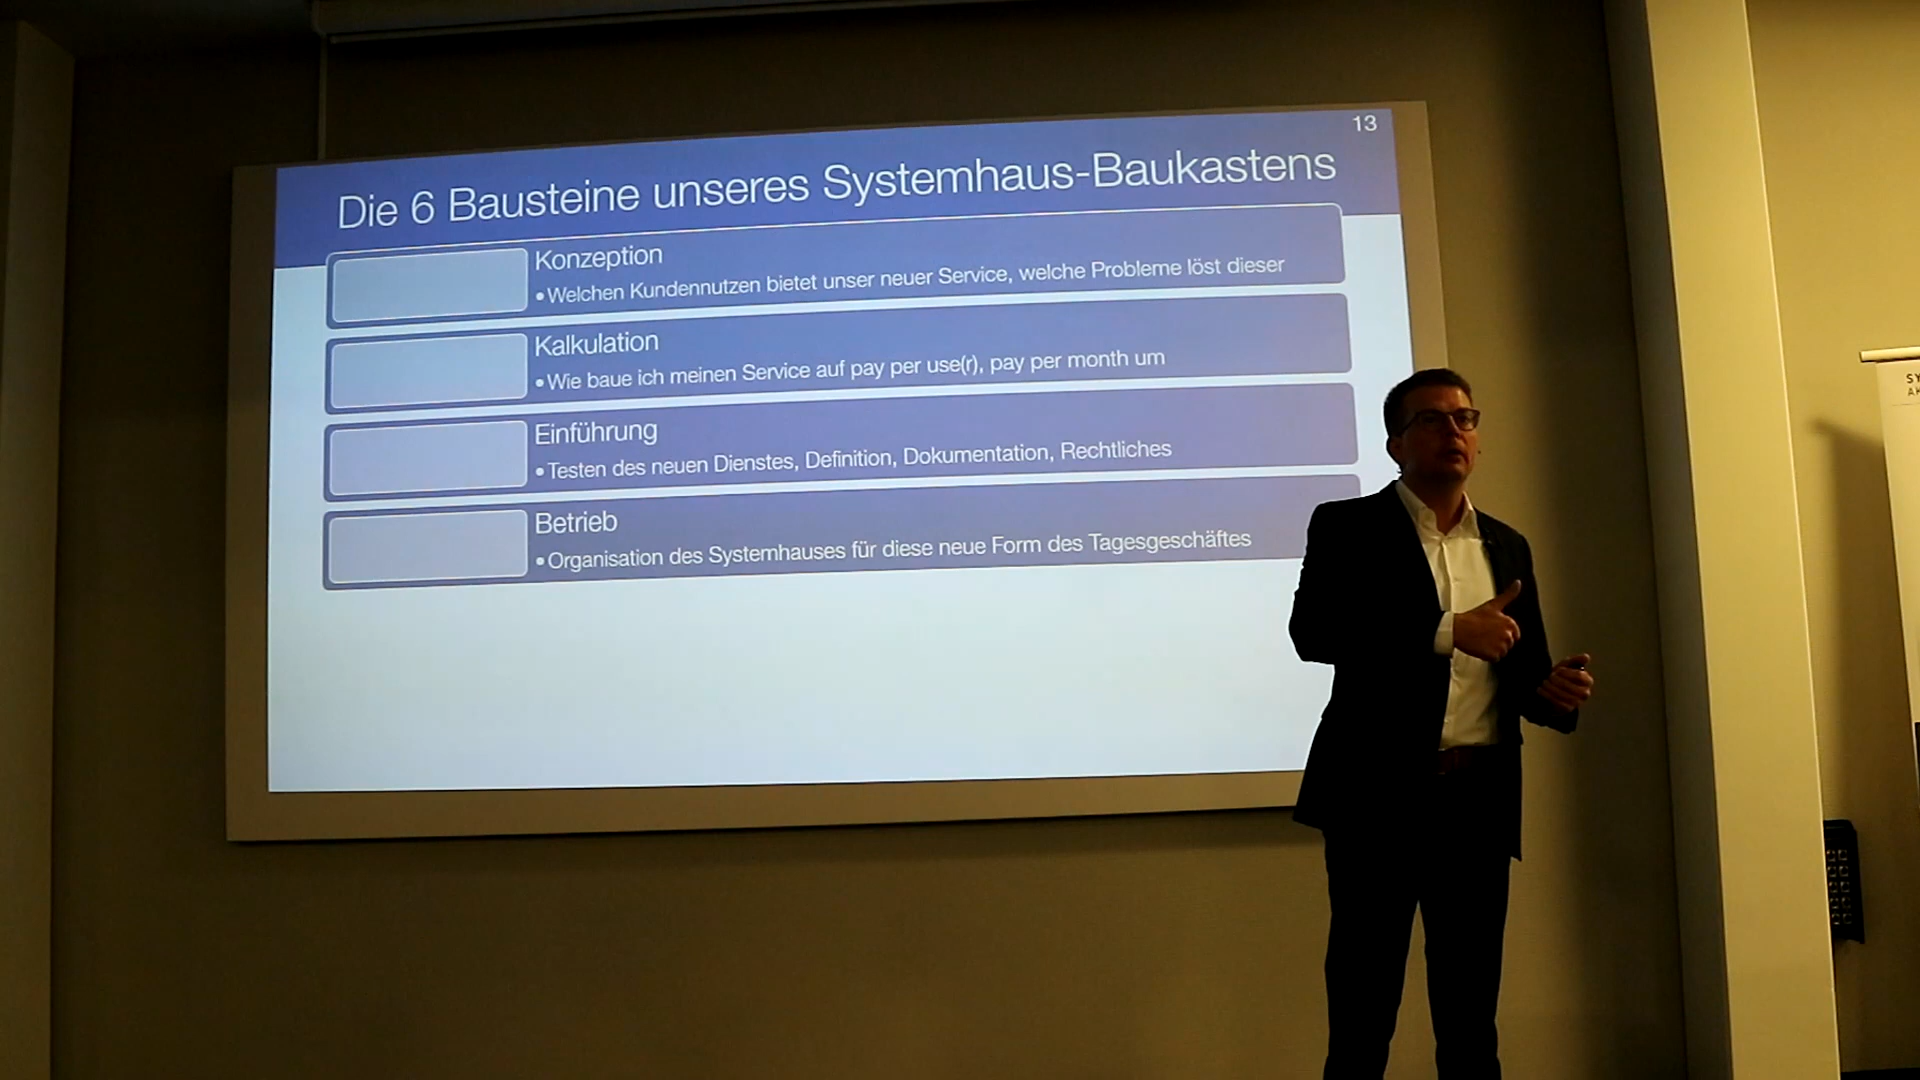 13
Die 6 Bausteine unseres Systemhaus-Baukastens
Konzeption
• Welchen Kundennutzen bietet unser neuer Service, welche Probleme löst dieser
Kalkulation
• Wie baue ich meinen Service auf pay per use(r), pay per month um
Einführung
• Testen des neuen Dienstes, Definition, Dokumentation, Rechtliches
Betrieb
• Organisation des Systemhauses für diese neue Form des Tagesgeschäftes